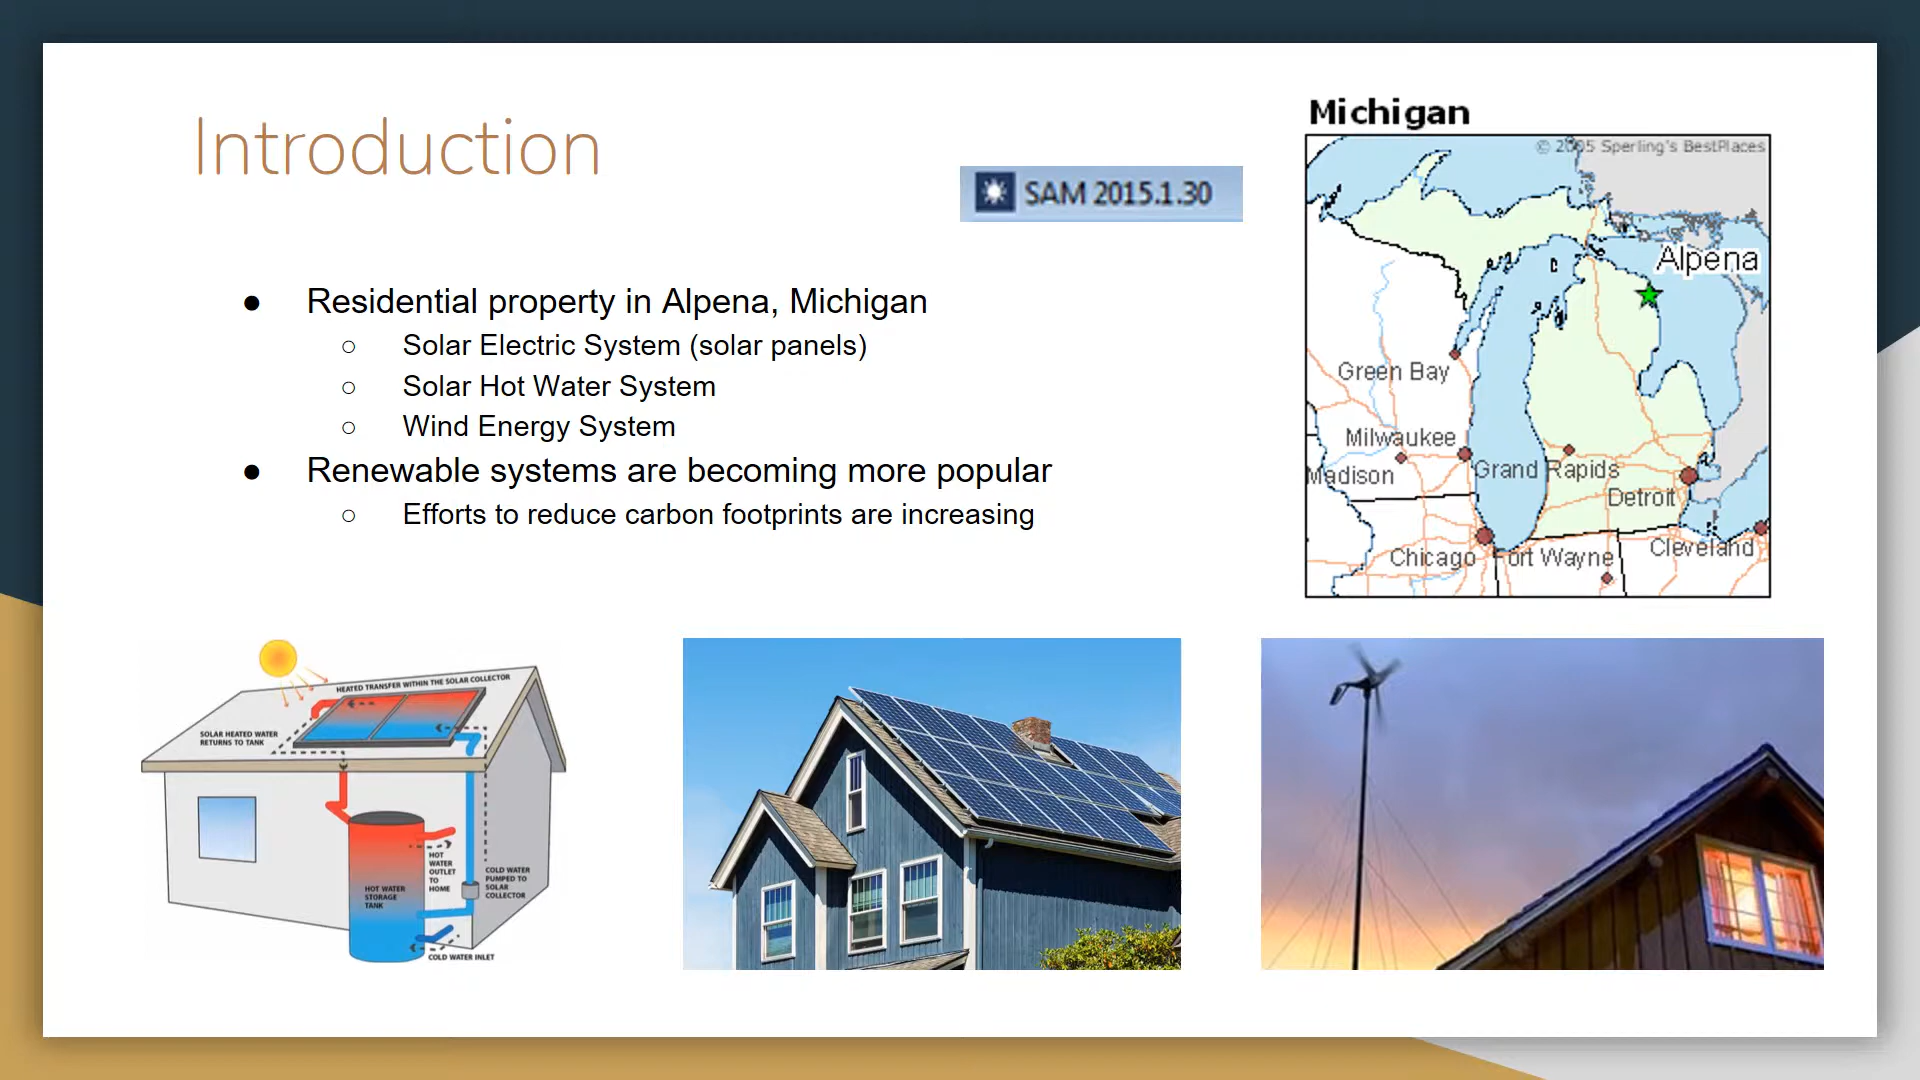 Introduction
SAM 2015.1.30
● Residential property in Alpena, Michigan
○ Solar Electric System (solar panels)
○ Solar Hot Water System
○ Wind Energy System
● Renewable systems are becoming more popular
○ Efforts to reduce carbon footprints are increasing
Michigan
© 2005 Sperling's BestPlaces
Alpena
Green Bay
Milwaukee
Madison
Grand Rapids
Detroit
Chicago
Fort Wayne
Cleveland
HEATED TRANSFER WITHIN THE SOLAR COLLECTOR
SOLAR HEATED WATER
RETURNS TO TANK
HOT
WATER
OUTLET
TO
HOME
HOT WATER
STORAGE
TANK
COLD WATER
PUMPED TO
SOLAR
COLLECTOR
COLD WATER INLET